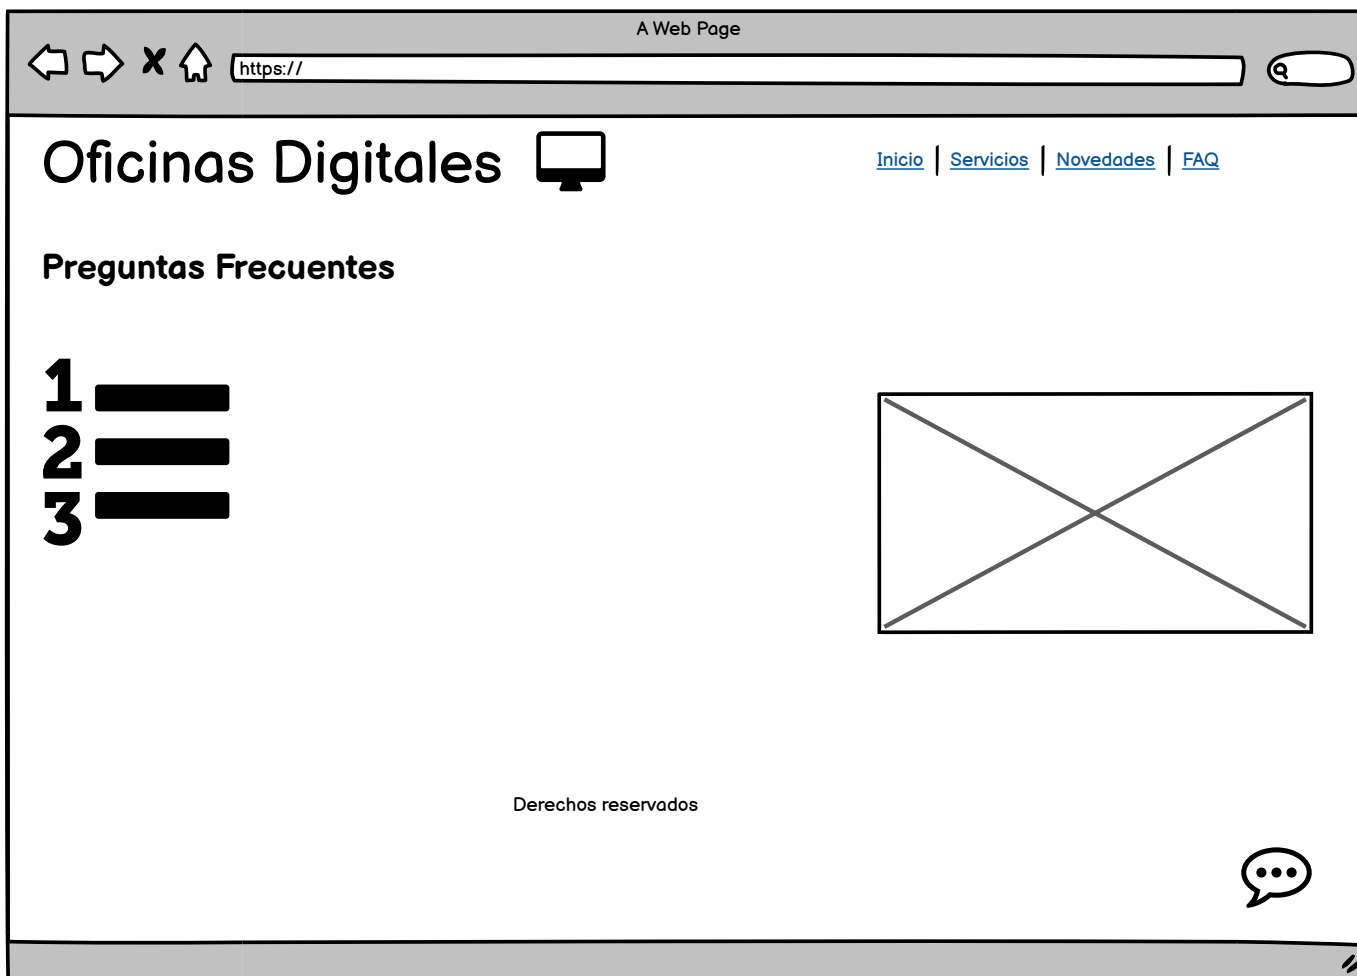 A Web Page
https://
Oficinas Digitales
Inicio | Servicios | Novedades | FAQ
Preguntas Frecuentes
1
2
3
Derechos reservados